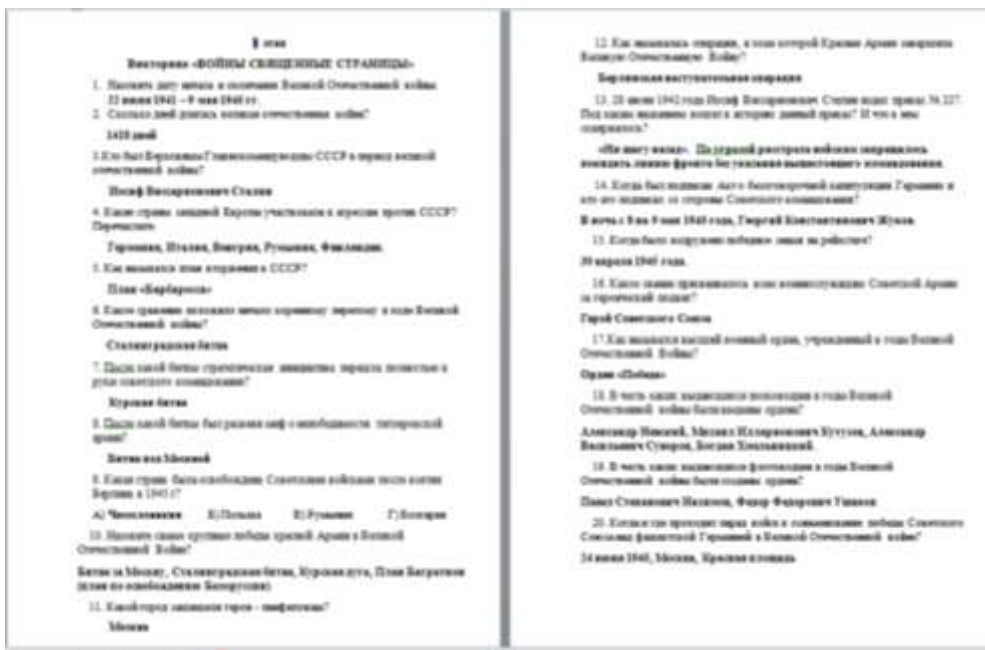 I этап
Викторина «ВОЙНЫ СВЯЩЕННЫЕ СТРАНИЦЫ»
1. Назовите дату начала и окончания Великой Отечественной войны.
22 июня 1941 – 9 мая 1945 гг.
2. Сколько дней длилась великая отечественная война?
1418 дней
3.Кто был Верховным Главнокомандующим СССР в период великой
отечественной войны?
Иосиф Виссарионович Сталин
4. Какие страны западной Европы участвовали в агрессии против СССР?
Перечислите.
Германия, Италия, Венгрия, Румыния, Финляндия.
5. Как назывался план вторжения в СССР?
План «Барбаросса»
6. Какое сражение положило начало коренному перелому в ходе Великой
Отечественной войны?
Сталинградская битва
7. После какой битвы стратегическая инициатива перешла полностью в
руки советского командования?
Курская битва
8. После какой битвы был развеян миф о непобедимости гитлеровской
армии?
Битва под Москвой
9. Какая страна была освобождена Советскими войсками после взятия
Берлина в 1945 г?
А) Чехословакия Б)Польша В)Румыния Г)Болгария
10. Назовите самые крупные победы красной Армии в Великой
Отечественной Войне?
Битва за Москву, Сталинградская битва, Курская дуга, План Багратион
(план по освобождению Белоруссии)
11. Какой город защищали герои - панфиловцы?
Москва
12. Как называлась операция, в ходе которой Красная Армия завершила
Великую Отечественную Войну?
Берлинская наступательная операция
13. 28 июля 1942 года Иосиф Виссарионович Сталин издал приказ № 227.
Под каким названием вошел в историю данный приказ? И что в нем
содержалось?
«Ни шагу назад». Под угрозой расстрела войскам запрещалось
покидать линию фронта без указания вышестоящего командования.
14. Когда был подписан Акт о безоговорочной капитуляции Германии и
кто его подписал со стороны Советского командования?
В ночь с 8 на 9 мая 1945 года, Георгий Константинович Жуков.
15. Когда было водружено победное знамя на рейхстаге?
30 апреля 1945 года.
16. Какое звание присваивалось военнослужащим Советской Армии
за героический подвиг?
Герой Советского Союза
17.Как назывался высший военный орден, учрежденный в годы Великой
Отечественной Войны?
Орден «Победа»
18. В честь каких выдающихся полководцев в годы Великой
Отечественной войны были созданы ордена?
Александр Невский, Михаил Илларионович Кутузов, Александр
Васильевич Суворов, Богдан Хмельницкий.
19. В честь каких выдающихся флотоводцев в годы Великой
Отечественной войны были созданы ордена?
Павел Степанович Нахимов, Федор Федорович Ушаков
20. Когда и где проходил парад войск в ознаменование победы Советского
Союза над фашистской Германией в Великой Отечественной войне?
24 июня 1945, Москва, Красная площадь